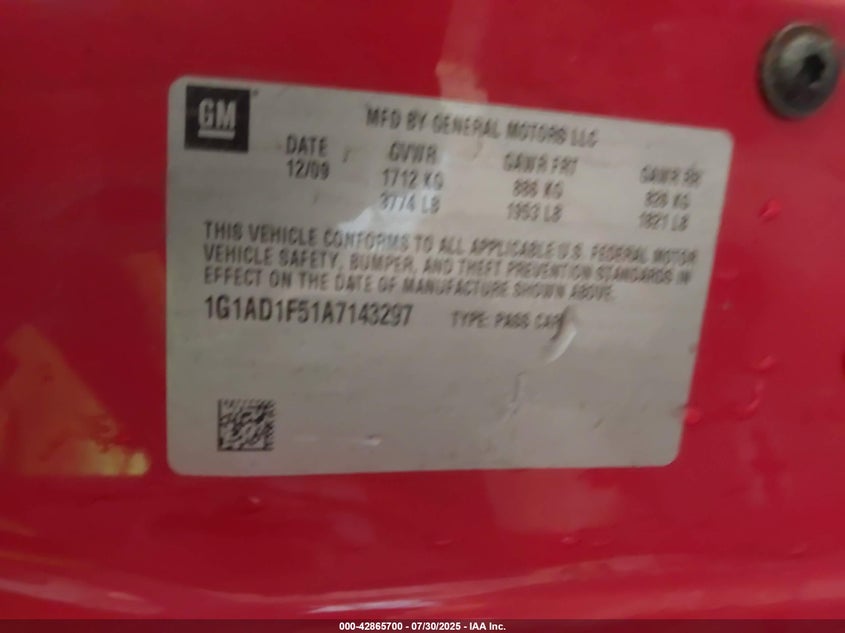 GM
MFD BY GENERAL MOTORS LLC
DATE GVWR GAWR FRT GAWR RR
12/09 1712 KG 886 KG 826 KG
3774 LB 1953 LB 1821 LB
THIS VEHICLE CONFORMS TO ALL APPLICABLE U.S. FEDERAL MOTOR
VEHICLE SAFETY, BUMPER, AND THEFT PREVENTION STANDARDS IN
EFFECT ON THE DATE OF MANUFACTURE SHOWN ABOVE.
1G1AD1F51A7143297 TYPE: PASS CAR
000-42865700 - 07/30/2025 - IAA Inc.